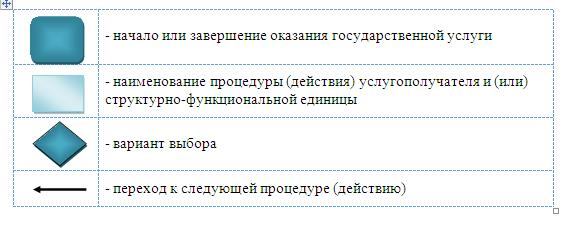 - начало или завершение оказания государственной услуги
- наименование процедуры (действия) услугополучателя и (или)
структурно-функциональной единицы
- вариант выбора
- переход к следующей процедуре (действию)